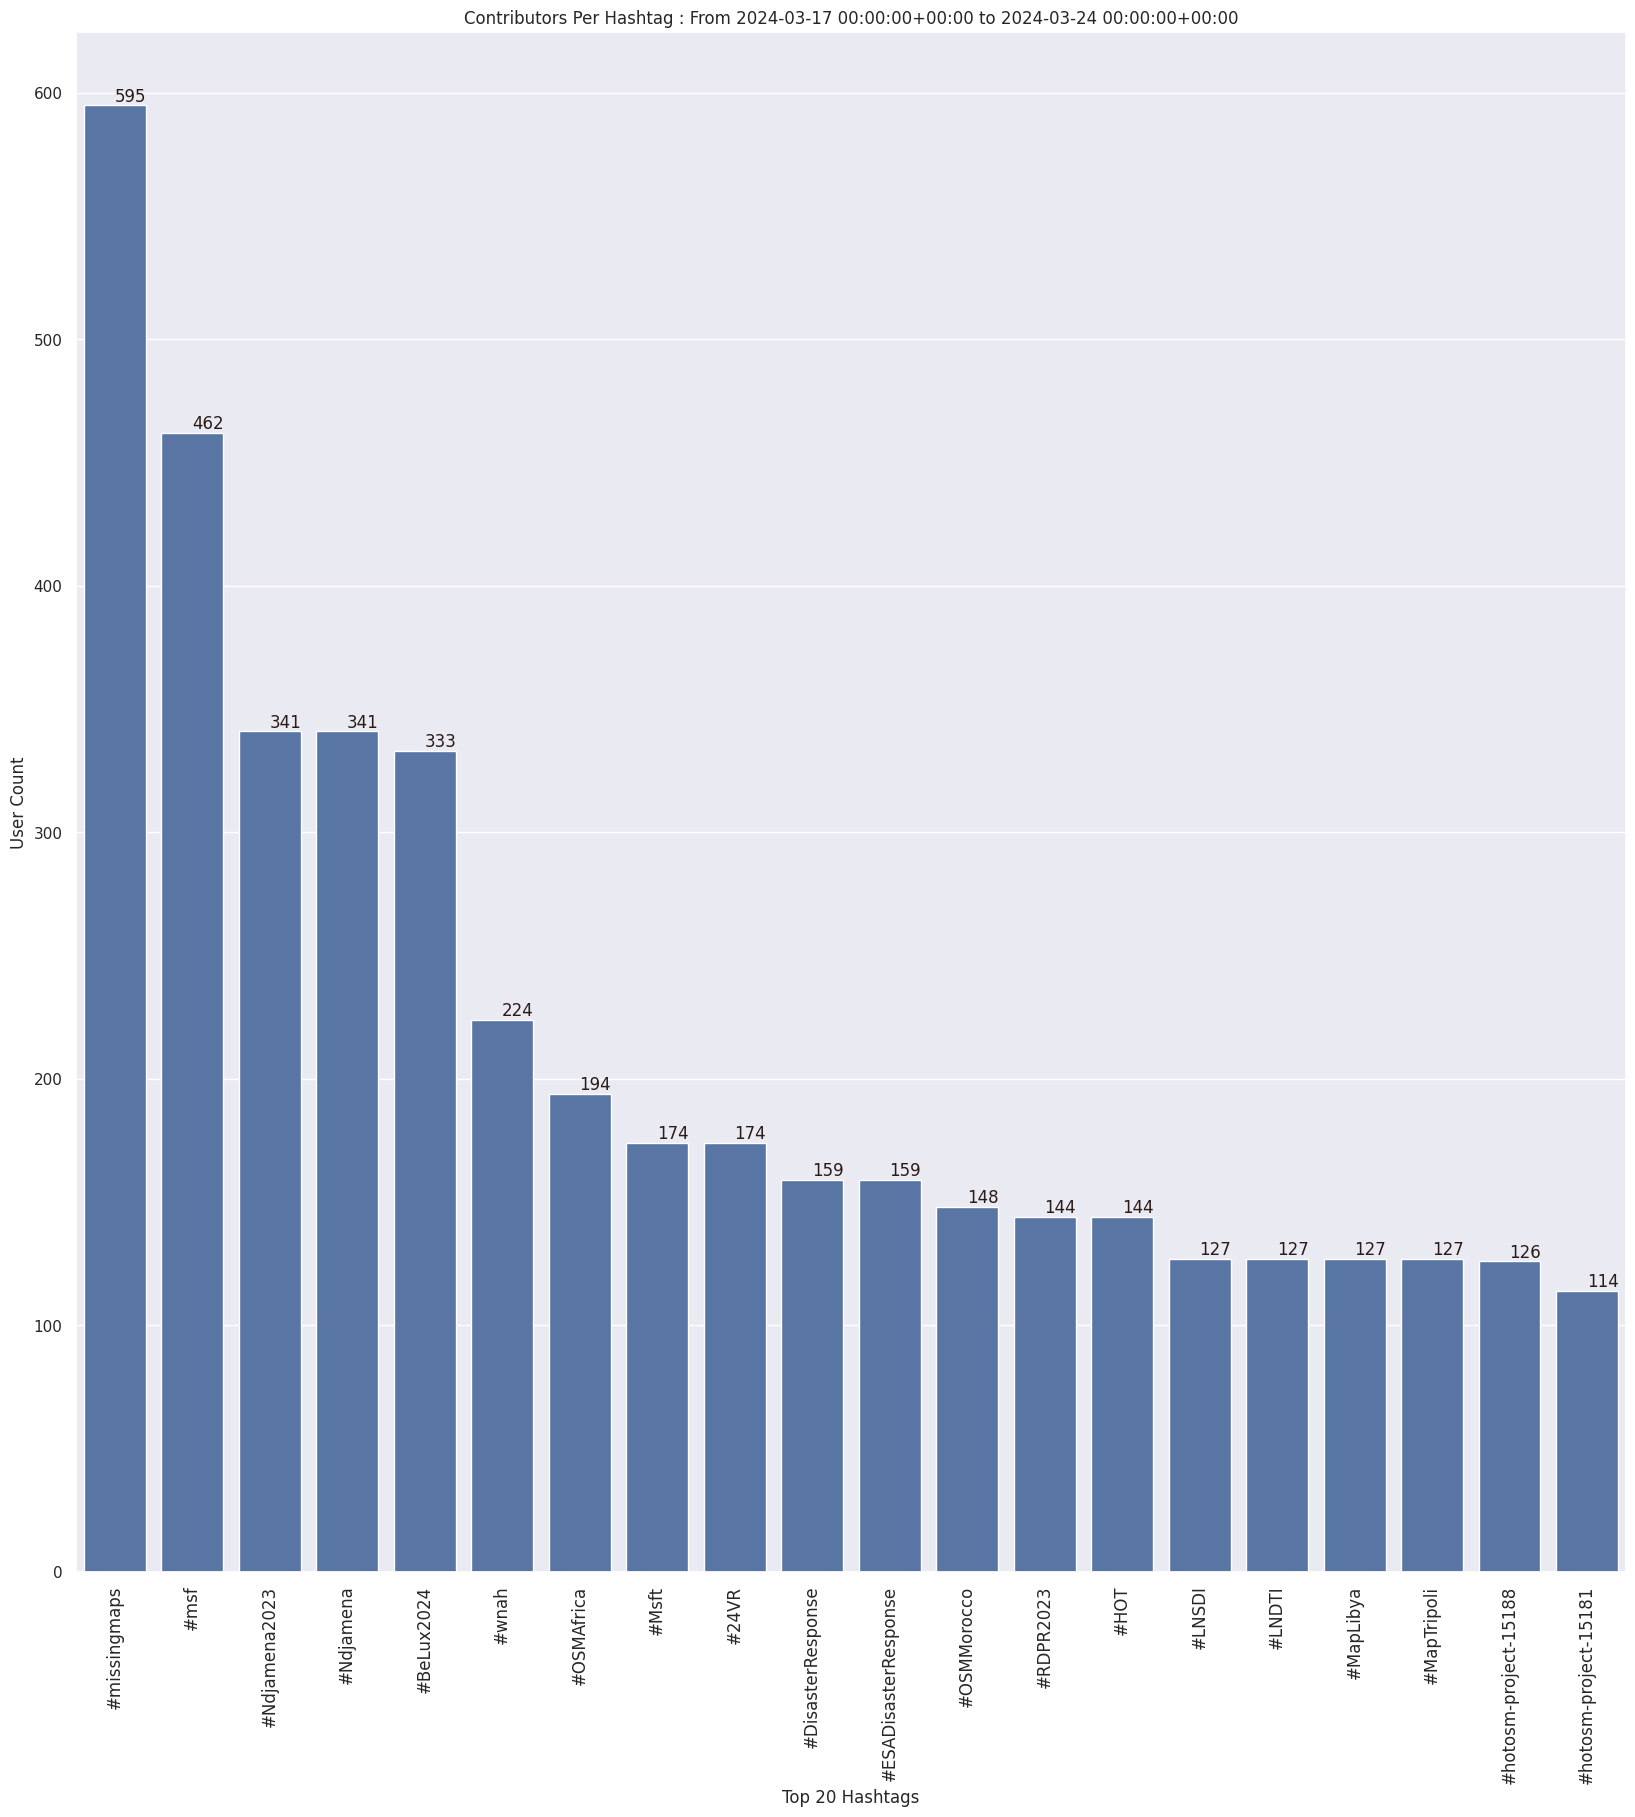 Contributors Per Hashtag : From 2024-03-17 00:00:00+00:00 to 2024-03-24 00:00:00+00:00
User Count
600
500
400
300
200
100
0
595
462
341
341
333
224
194
174
174
159
159
148
144
144
127
127
127
127
126
114
#missingmaps
#msf
#Ndjamena2023
#Ndjamena
#BeLux2024
#wnah
#OSMAfrica
#Msft
#24VR
#DisasterResponse
#ESADisasterResponse
#OSMMorocco
#RDPR2023
#HOT
#LNSDI
#LNDTI
#MapLibya
#MapTripoli
#hotosm-project-15188
#hotosm-project-15181
Top 20 Hashtags